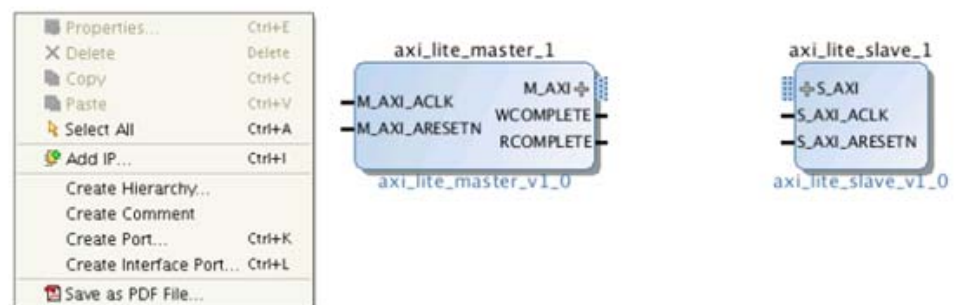 Properties... Ctrl+E
Delete Delete
Copy Ctrl+C
Paste Ctrl+V
Select All Ctrl+A
Add IP... Ctrl+I
Create Hierarchy...
Create Comment
Create Port... Ctrl+K
Create Interface Port... Ctrl+L
Save as PDF File...
axi_lite_master_1
M_AXI
M_AXI_ACLK
WCOMPLETE
M_AXI_ARESETN
RCOMPLETE
axi_lite_master_v1_0
axi_lite_slave_1
S_AXI
S_AXI_ACLK
S_AXI_ARESETN
axi_lite_slave_v1_0